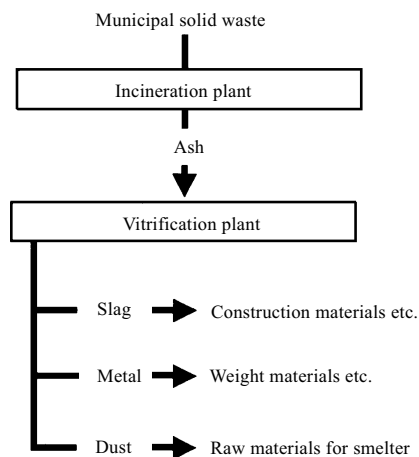 Municipal solid waste
Incineration plant
Ash
Vitrification plant
Slag
Construction materials etc.
Metal
Weight materials etc.
Dust
Raw materials for smelter